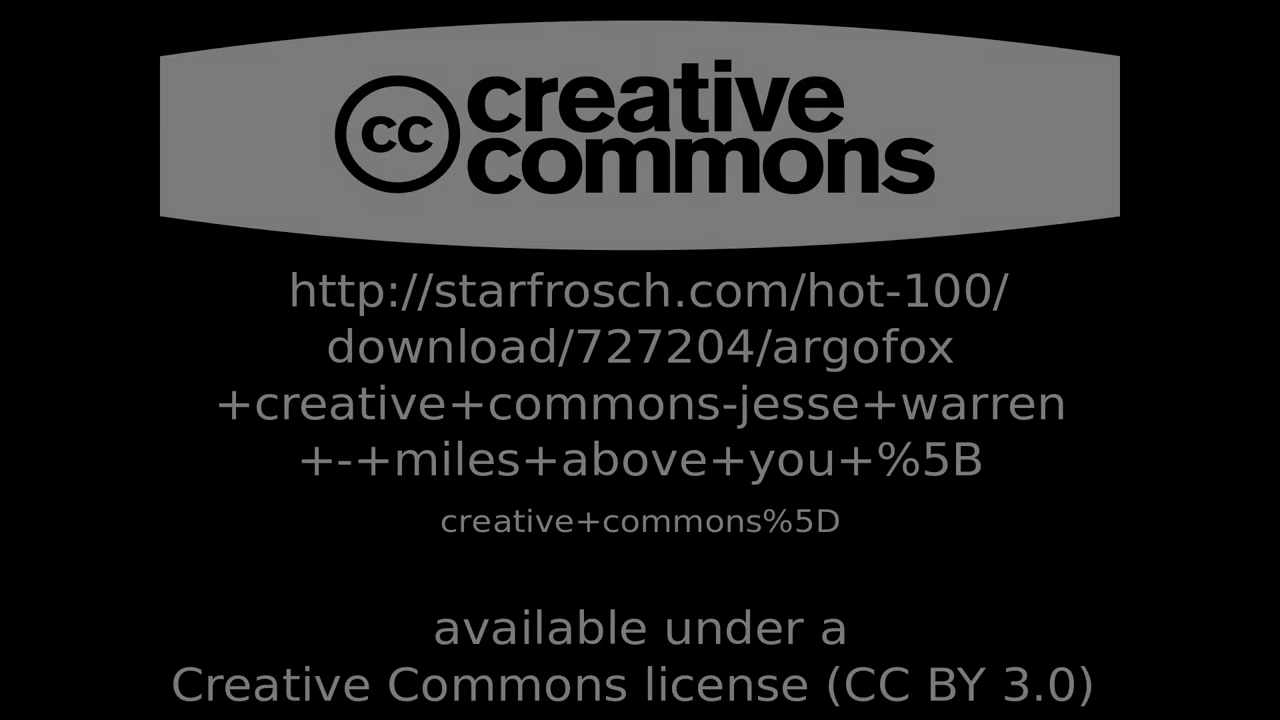 cc creative
commons
http://starfrosch.com/hot-100/
download/727204/argofox
+creative+commons-jesse+warren
+-+miles+above+you+%5B
creative+commons%5D
available under a
Creative Commons license (CC BY 3.0)